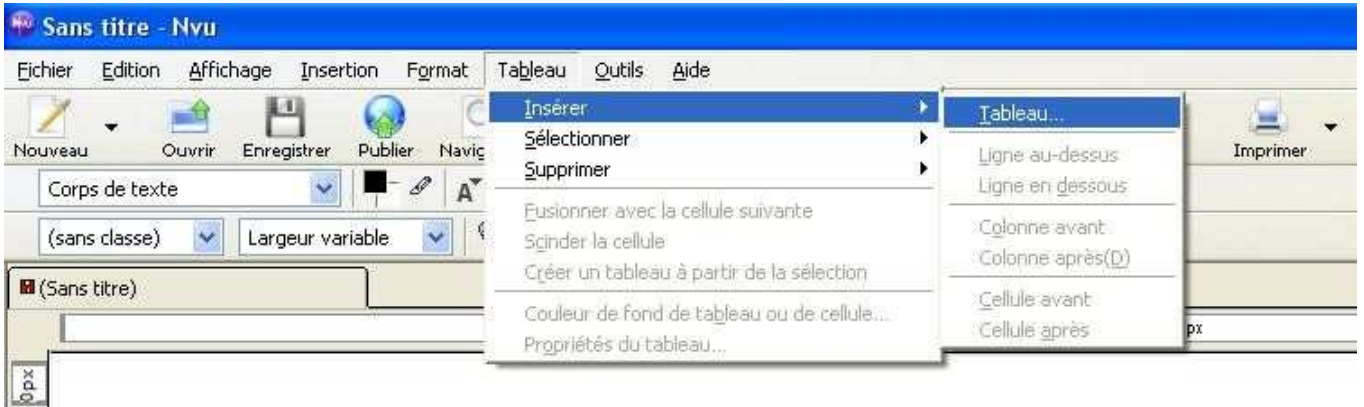 Sans titre - Nvu
Fichier Edition Affichage Insertion Format Tableau Outils Aide
Nouveau Ouvrir Enregistrer Publier Navig
Imprimer
Corps de texte
(sans classe) Largeur variable
(Sans titre)
Insérer
Sélectionner
Supprimer
Fusionner avec la cellule suivante
Scinder la cellule
Créer un tableau à partir de la sélection
Couleur de fond de tableau ou de cellule...
Propriétés du tableau...
Tableau...
Ligne au-dessus
Ligne en dessous
Colonne avant
Colonne après(D)
Cellule avant
Cellule après
px
0px